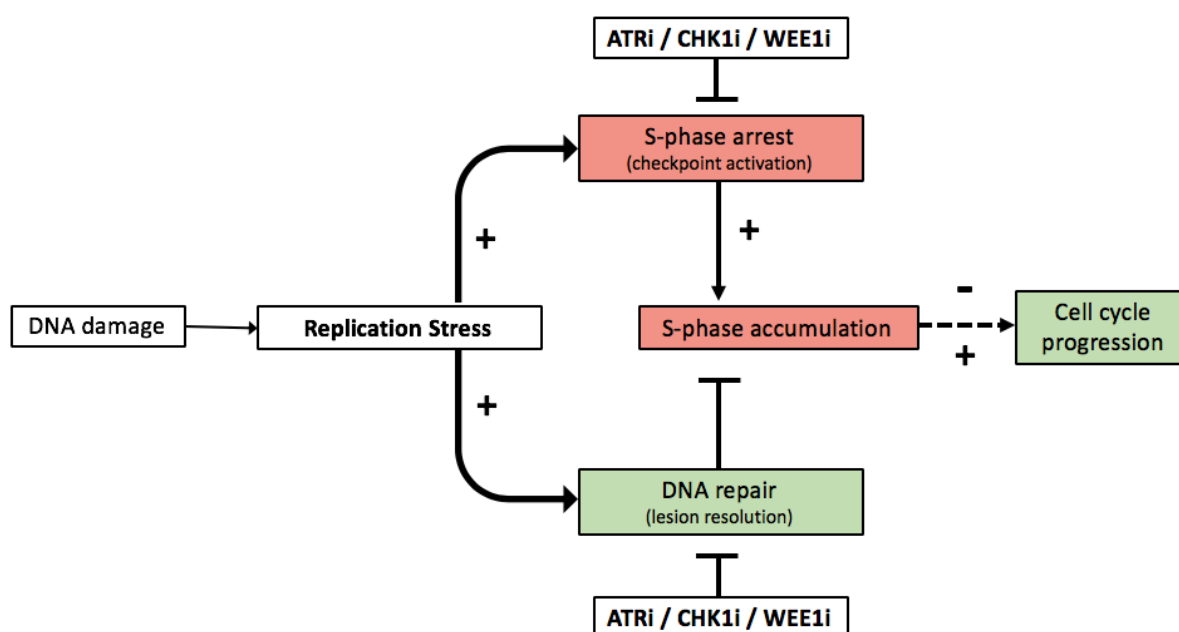 ATRi / CHK1i / WEE1i
S-phase arrest
(checkpoint activation)
+
+
DNA damage
Replication Stress
S-phase accumulation
-
+
Cell cycle
progression
+
DNA repair
(lesion resolution)
ATRi / CHK1i / WEE1i